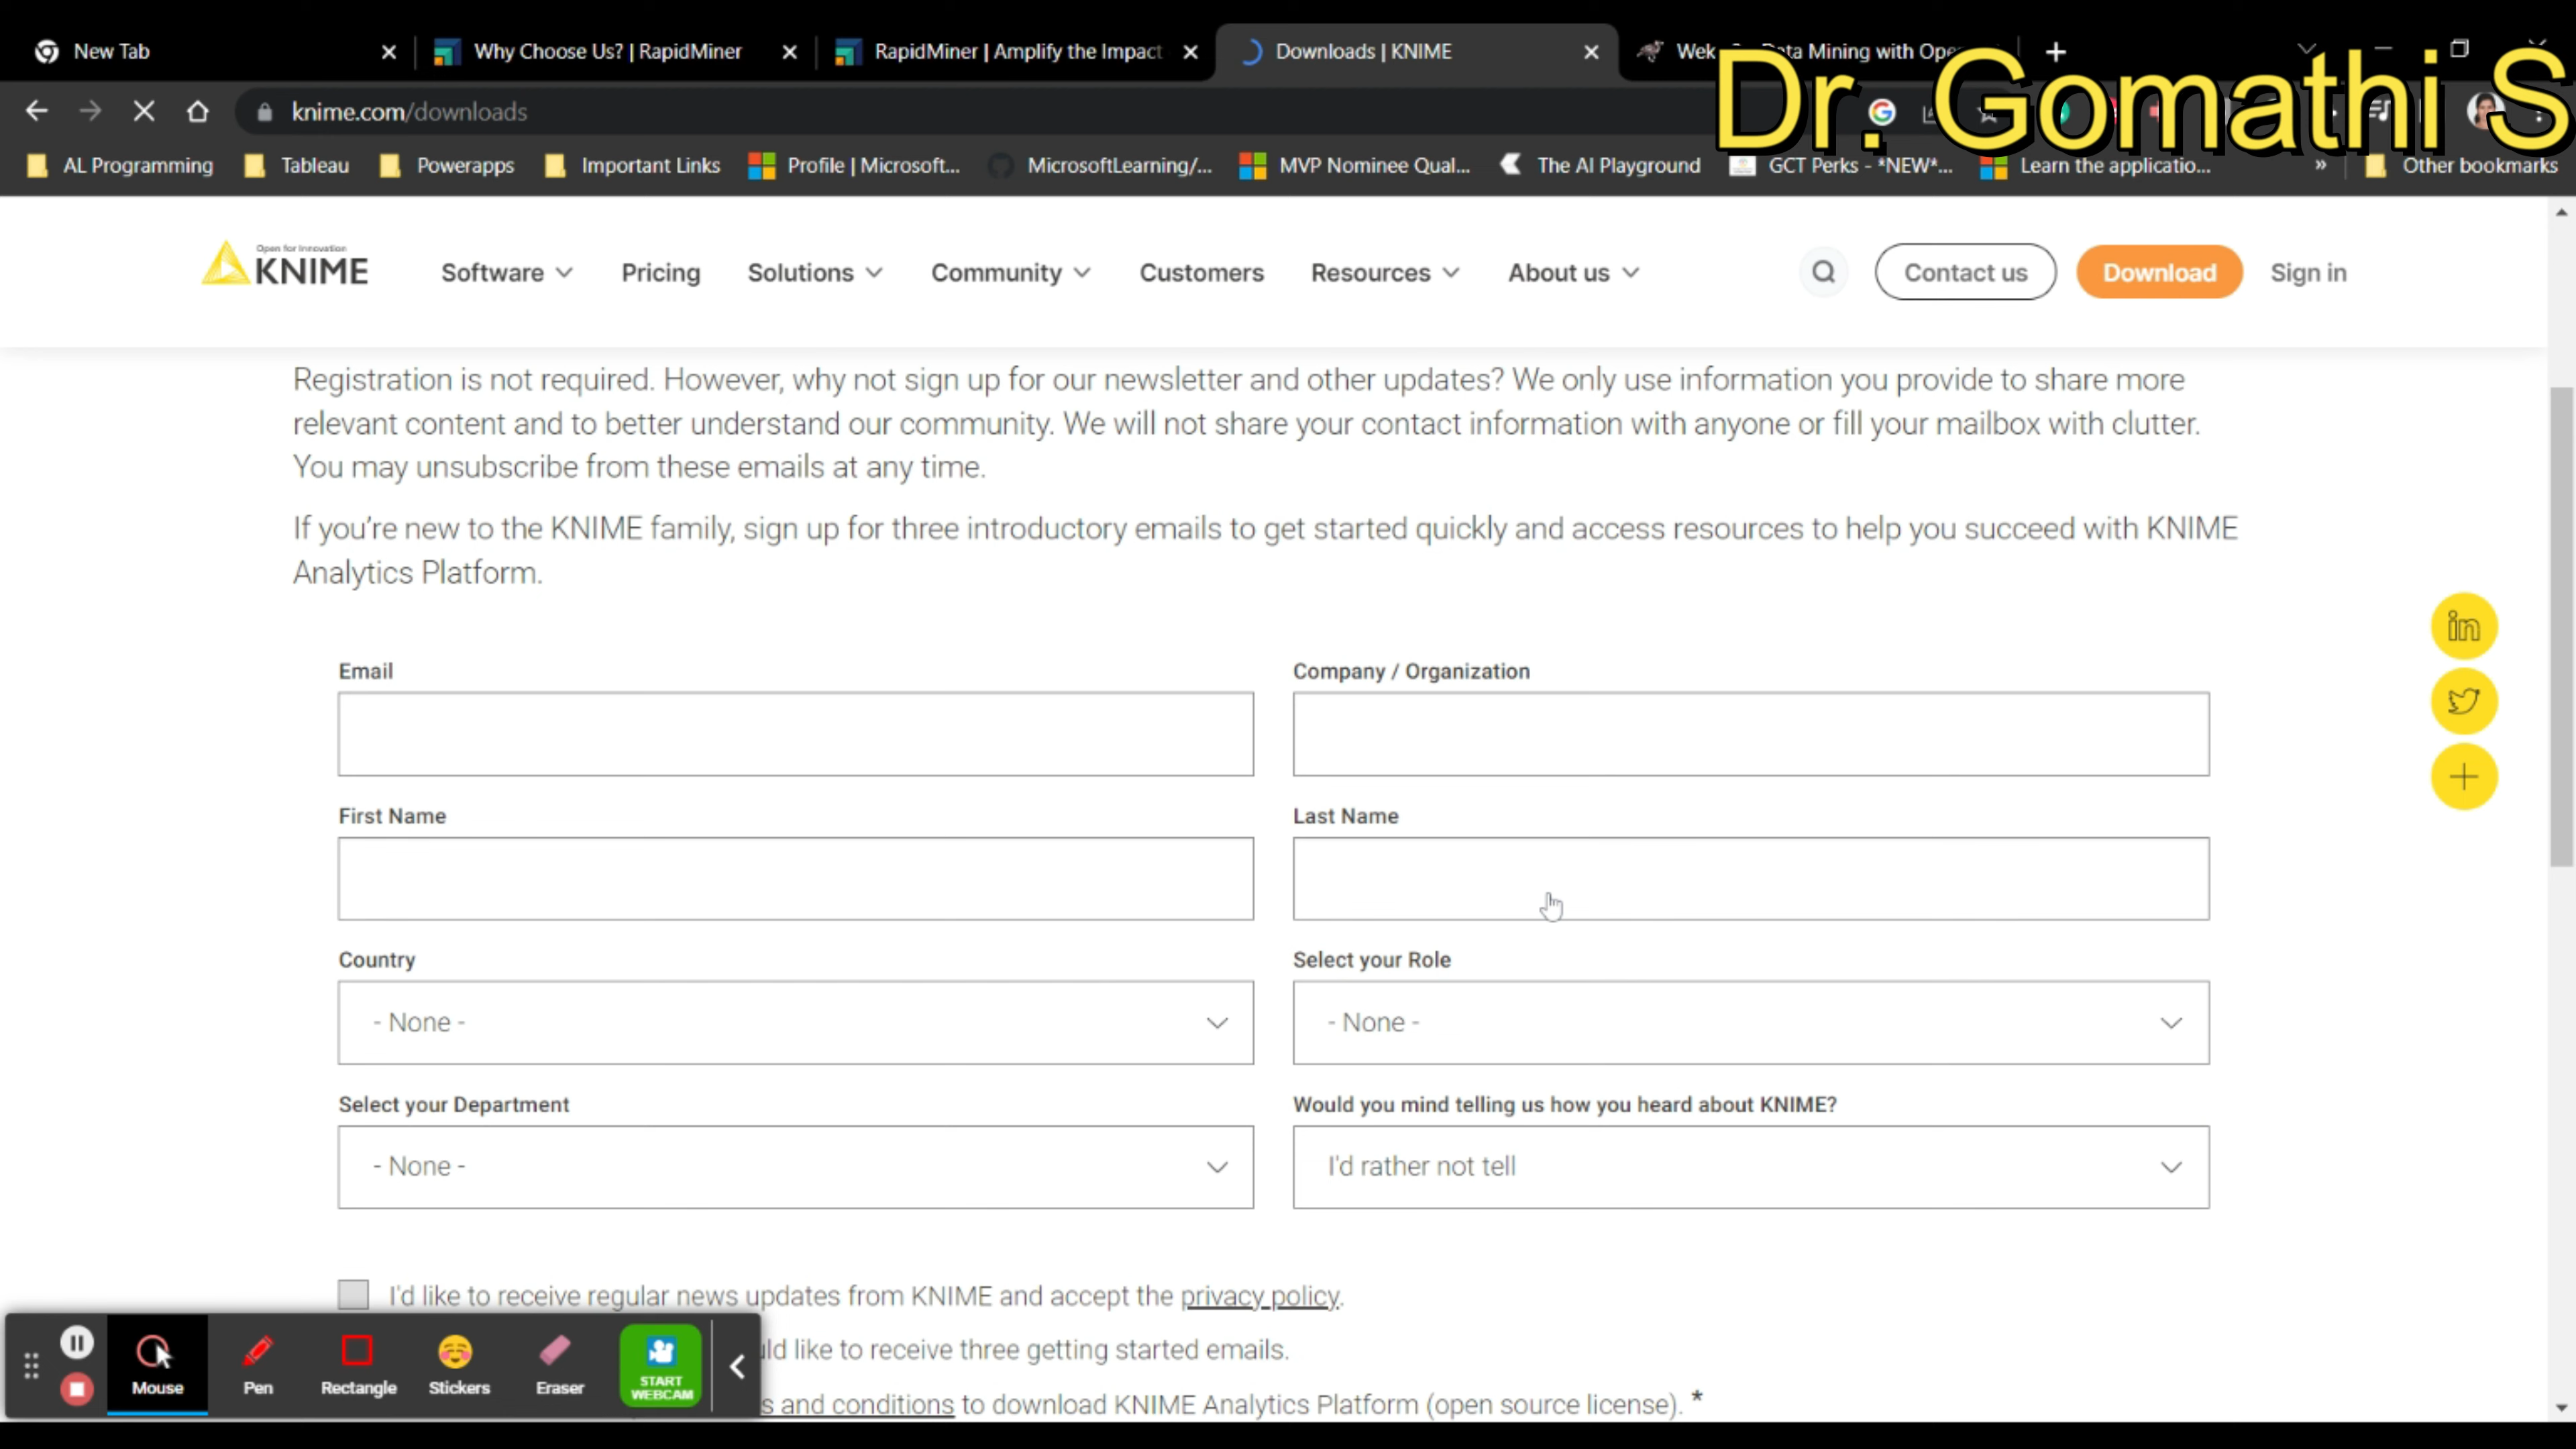 New Tab
Why Choose Us? | RapidMiner
RapidMiner | Amplify the Impact
Downloads | KNIME
Data Mining with Ope
Dr. Gomathi S
knime.com/downloads
AL Programming
Tableau
Powerapps
Important Links
Profile | Microsoft...
MicrosoftLearning/...
MVP Nominee Qual...
The AI Playground
GCT Perks - *NEW*...
Learn the applicatio...
»
Other bookmarks
Open for Innovation
KNIME
Software
Pricing
Solutions
Community
Customers
Resources
About us
Contact us
Download
Sign in
Registration is not required. However, why not sign up for our newsletter and other updates? We only use information you provide to share more
relevant content and to better understand our community. We will not share your contact information with anyone or fill your mailbox with clutter.
You may unsubscribe from these emails at any time.
If you're new to the KNIME family, sign up for three introductory emails to get started quickly and access resources to help you succeed with KNIME
Analytics Platform.
Email
Company / Organization
First Name
Last Name
Country
Select your Role
- None -
- None -
Select your Department
Would you mind telling us how you heard about KNIME?
- None -
I'd rather not tell
I'd like to receive regular news updates from KNIME and accept the privacy policy.
like to receive three getting started emails.
and conditions to download KNIME Analytics Platform (open source license). *
Mouse
Pen
Rectangle
Stickers
Eraser
START
WEBCAM